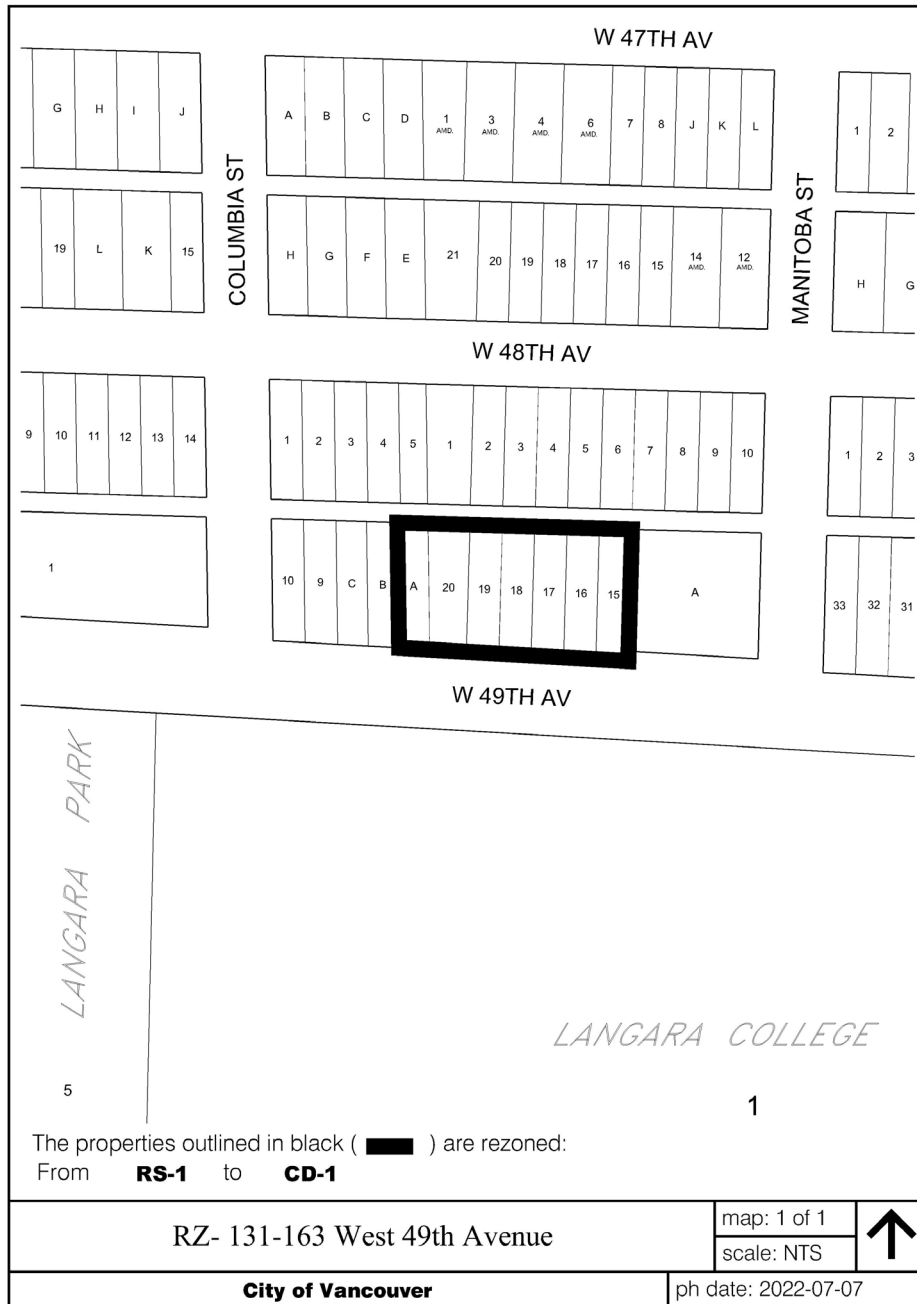 W 47TH AV
G H I J
A B C D 1 3 4 6 7 8 J K L
AMD. AMD. AMD. AMD.
1 2
COLUMBIA ST
MANITOBA ST
19 L K 15
H G F E 21 20 19 18 17 16 15 14 12
AMD. AMD.
H G
W 48TH AV
9 10 11 12 13 14
1 2 3 4 5 1 2 3 4 5 6 7 8 9 10
1 2 3
1
10 9 C B A 20 19 18 17 16 15 A
33 32 31
W 49TH AV
LANGARA PARK
LANGARA COLLEGE
5
1
The properties outlined in black ( ) are rezoned:
From RS-1 to CD-1
RZ- 131-163 West 49th Avenue
map: 1 of 1
scale: NTS
City of Vancouver
ph date: 2022-07-07